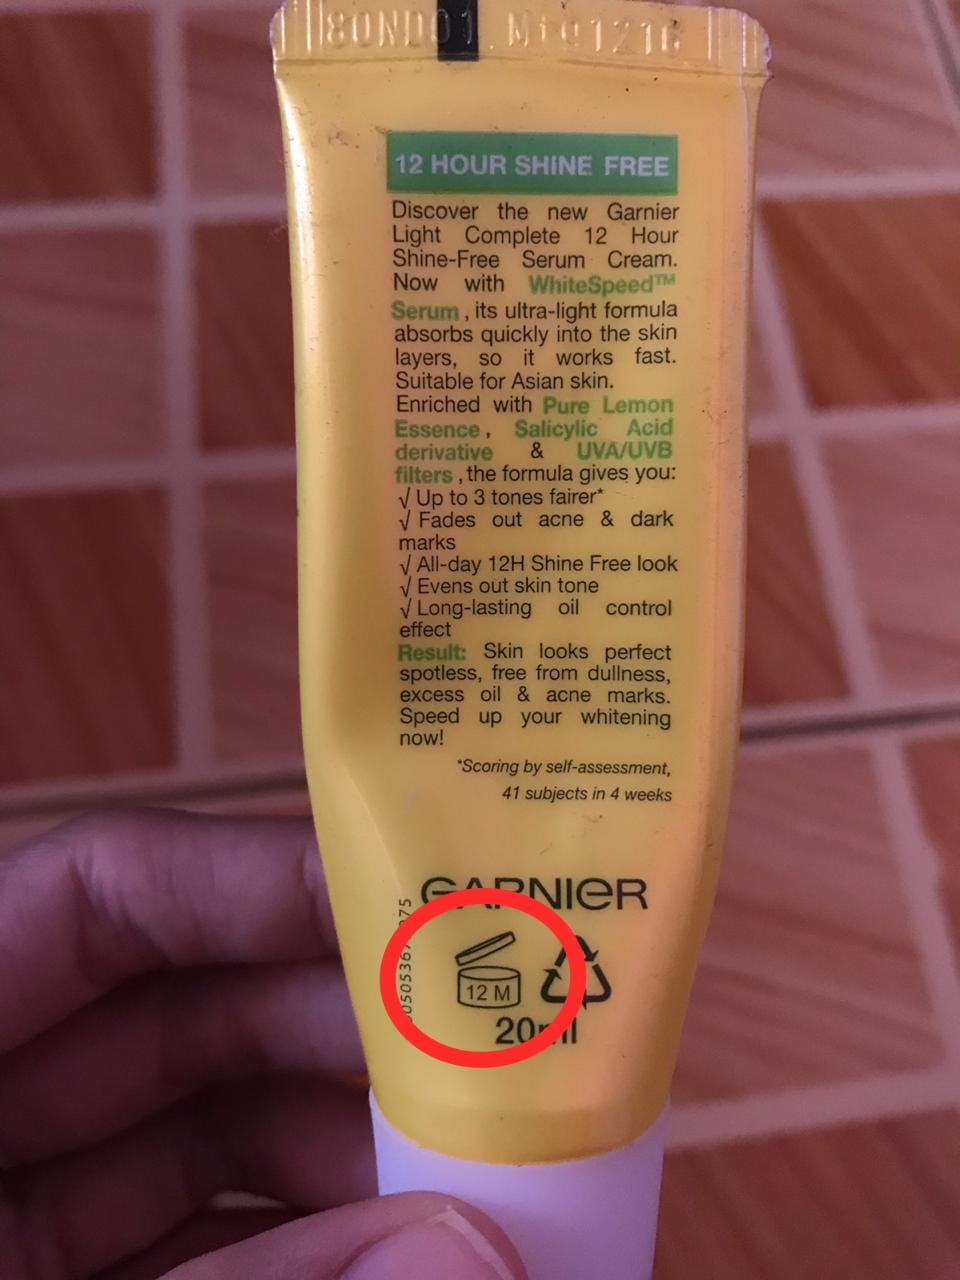 12 HOUR SHINE FREE
Discover the new Garnier
Light Complete 12 Hour
Shine-Free Serum Cream.
Now with WhiteSpeed™
Serum, its ultra-light formula
absorbs quickly into the skin
layers, so it works fast.
Suitable for Asian skin.
Enriched with Pure Lemon
Essence, Salicylic Acid
derivative & UVA/UVB
filters, the formula gives you:
√ Up to 3 tones fairer*
√ Fades out acne & dark
marks
√ All-day 12H Shine Free look
√ Evens out skin tone
√ Long-lasting oil control
effect
Result: Skin looks perfect
spotless, free from dullness,
excess oil & acne marks.
Speed up your whitening
now!
*Scoring by self-assessment,
41 subjects in 4 weeks
GARNIER
12 M
20ml